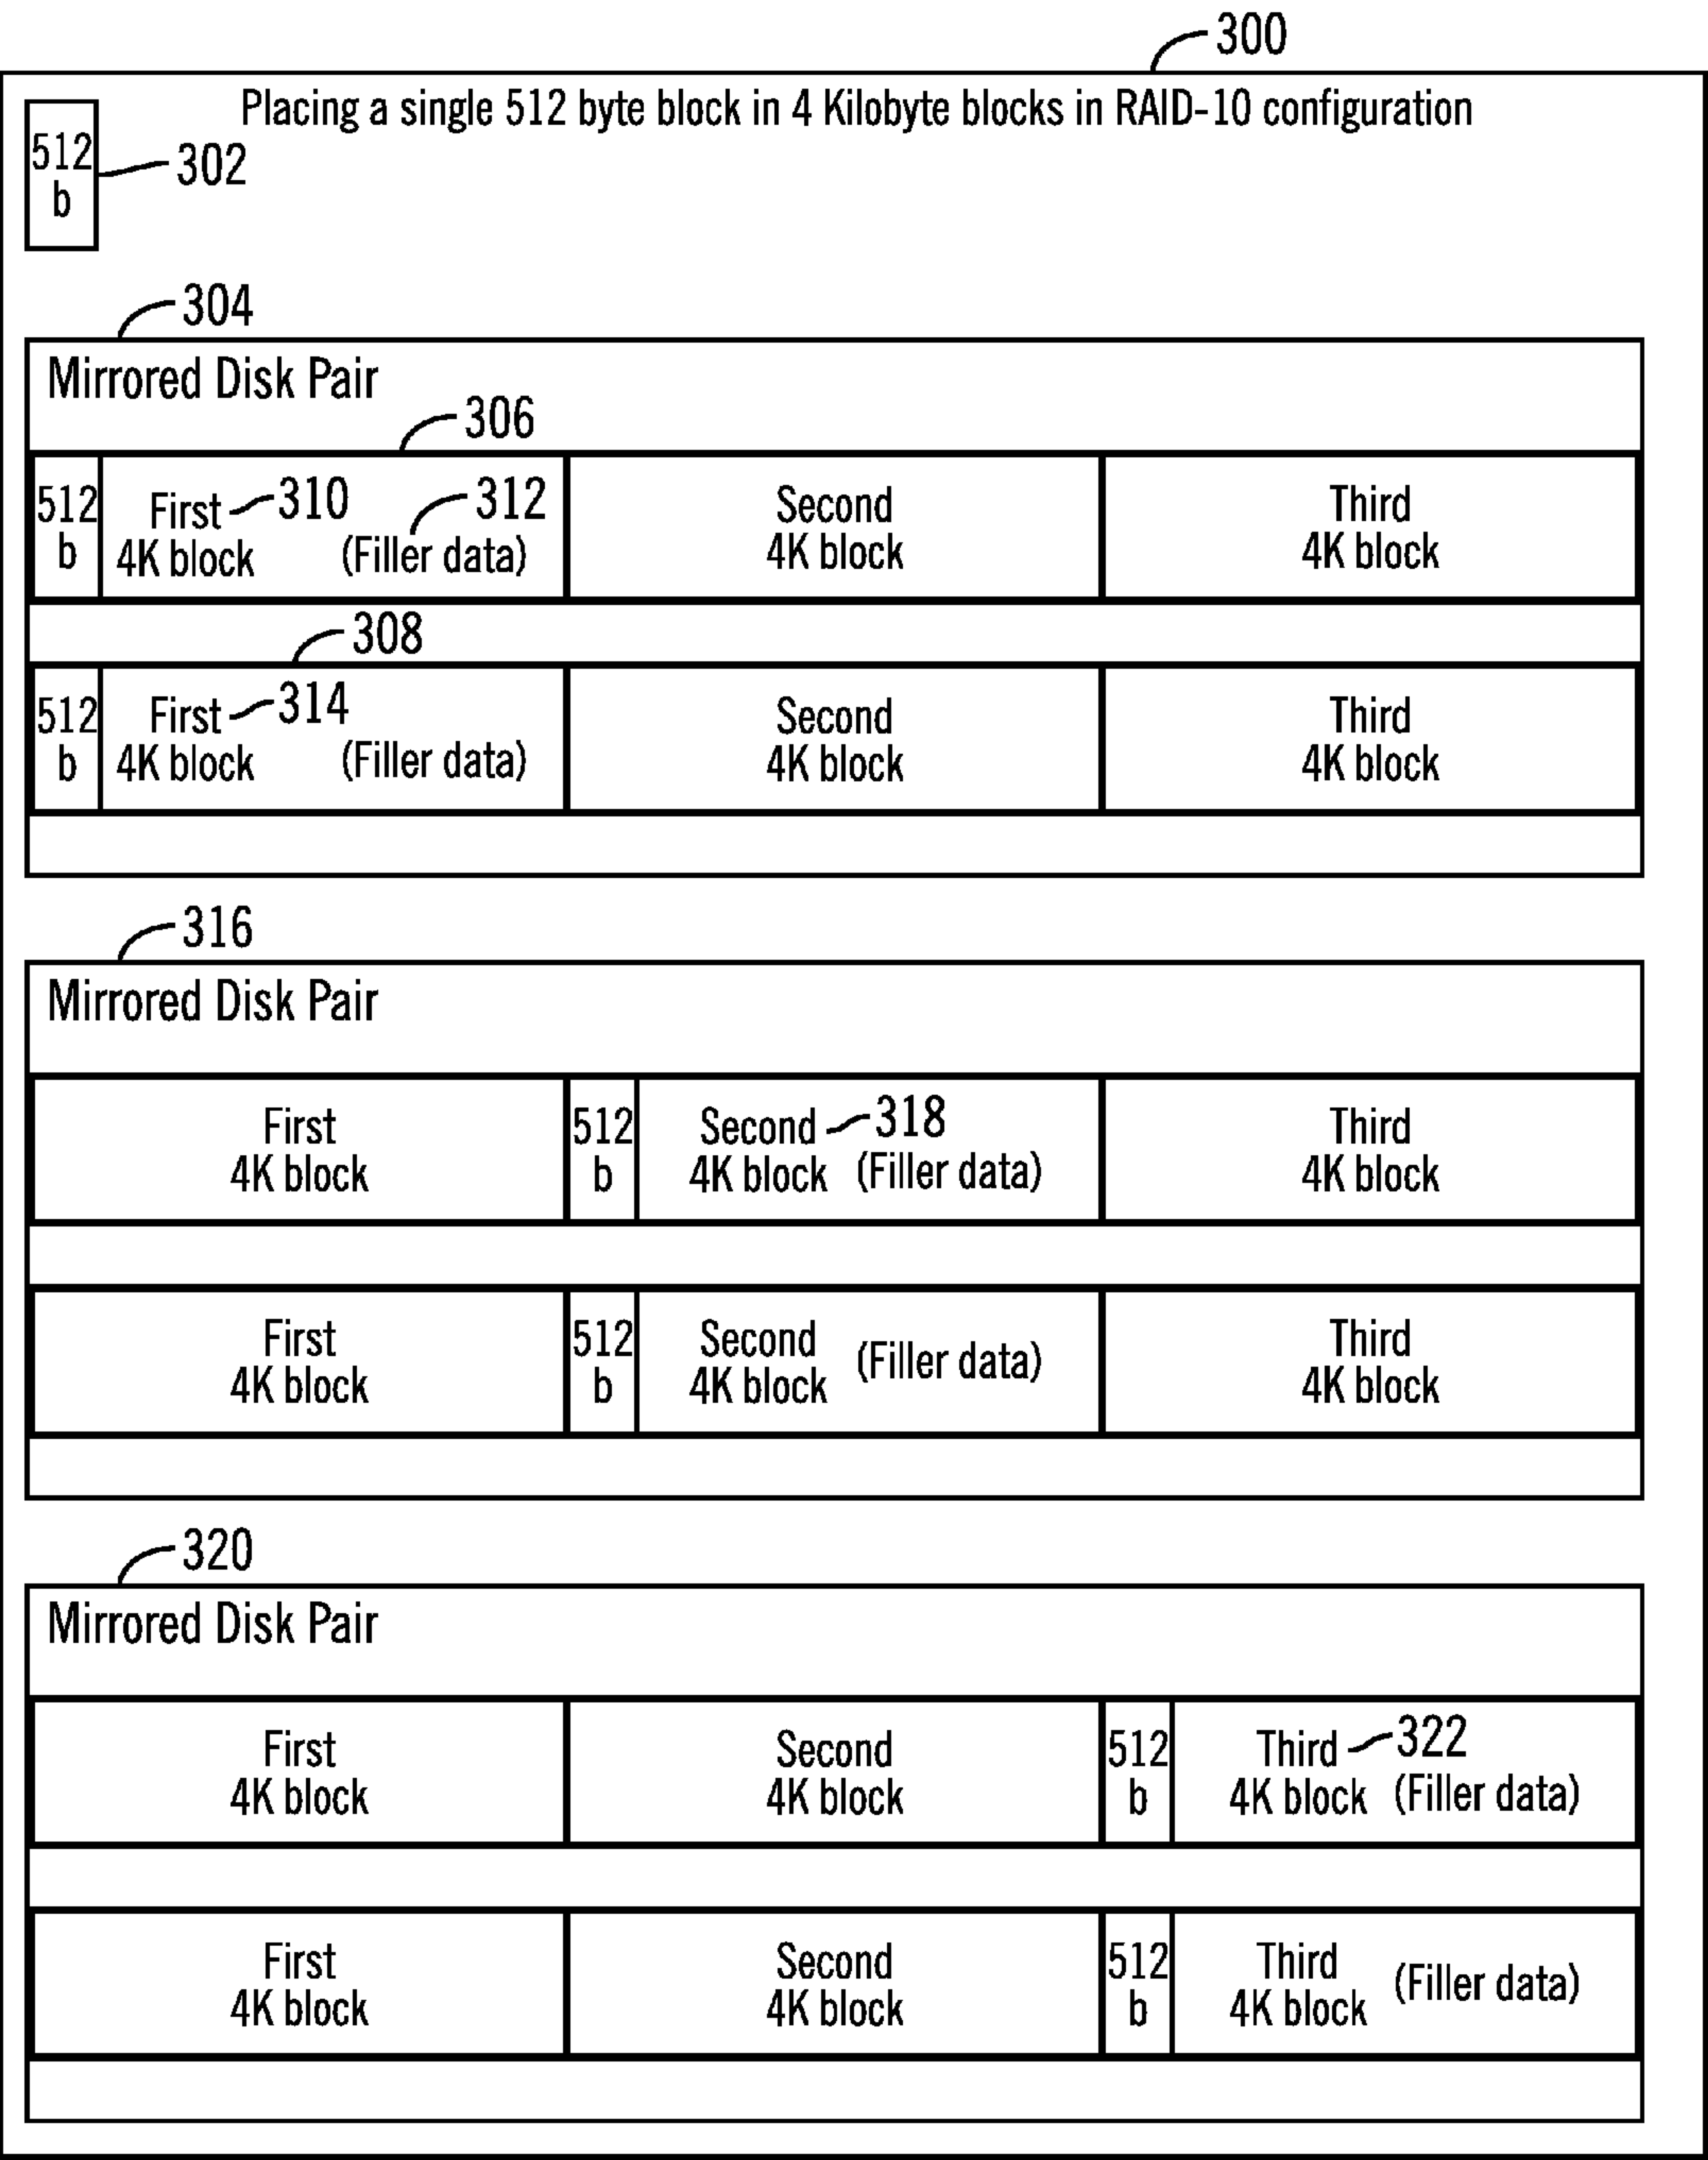 300
Placing a single 512 byte block in 4 Kilobyte blocks in RAID-10 configuration
512
b
302
304
Mirrored Disk Pair
306
512
b
First
4K block
310
312
(Filler data)
Second
4K block
Third
4K block
308
512
b
First
4K block
314
(Filler data)
Second
4K block
Third
4K block
316
Mirrored Disk Pair
First
4K block
512
b
Second
4K block
318
(Filler data)
Third
4K block
First
4K block
512
b
Second
4K block
(Filler data)
Third
4K block
320
Mirrored Disk Pair
First
4K block
Second
4K block
512
b
Third
4K block
322
(Filler data)
First
4K block
Second
4K block
512
b
Third
4K block
(Filler data)